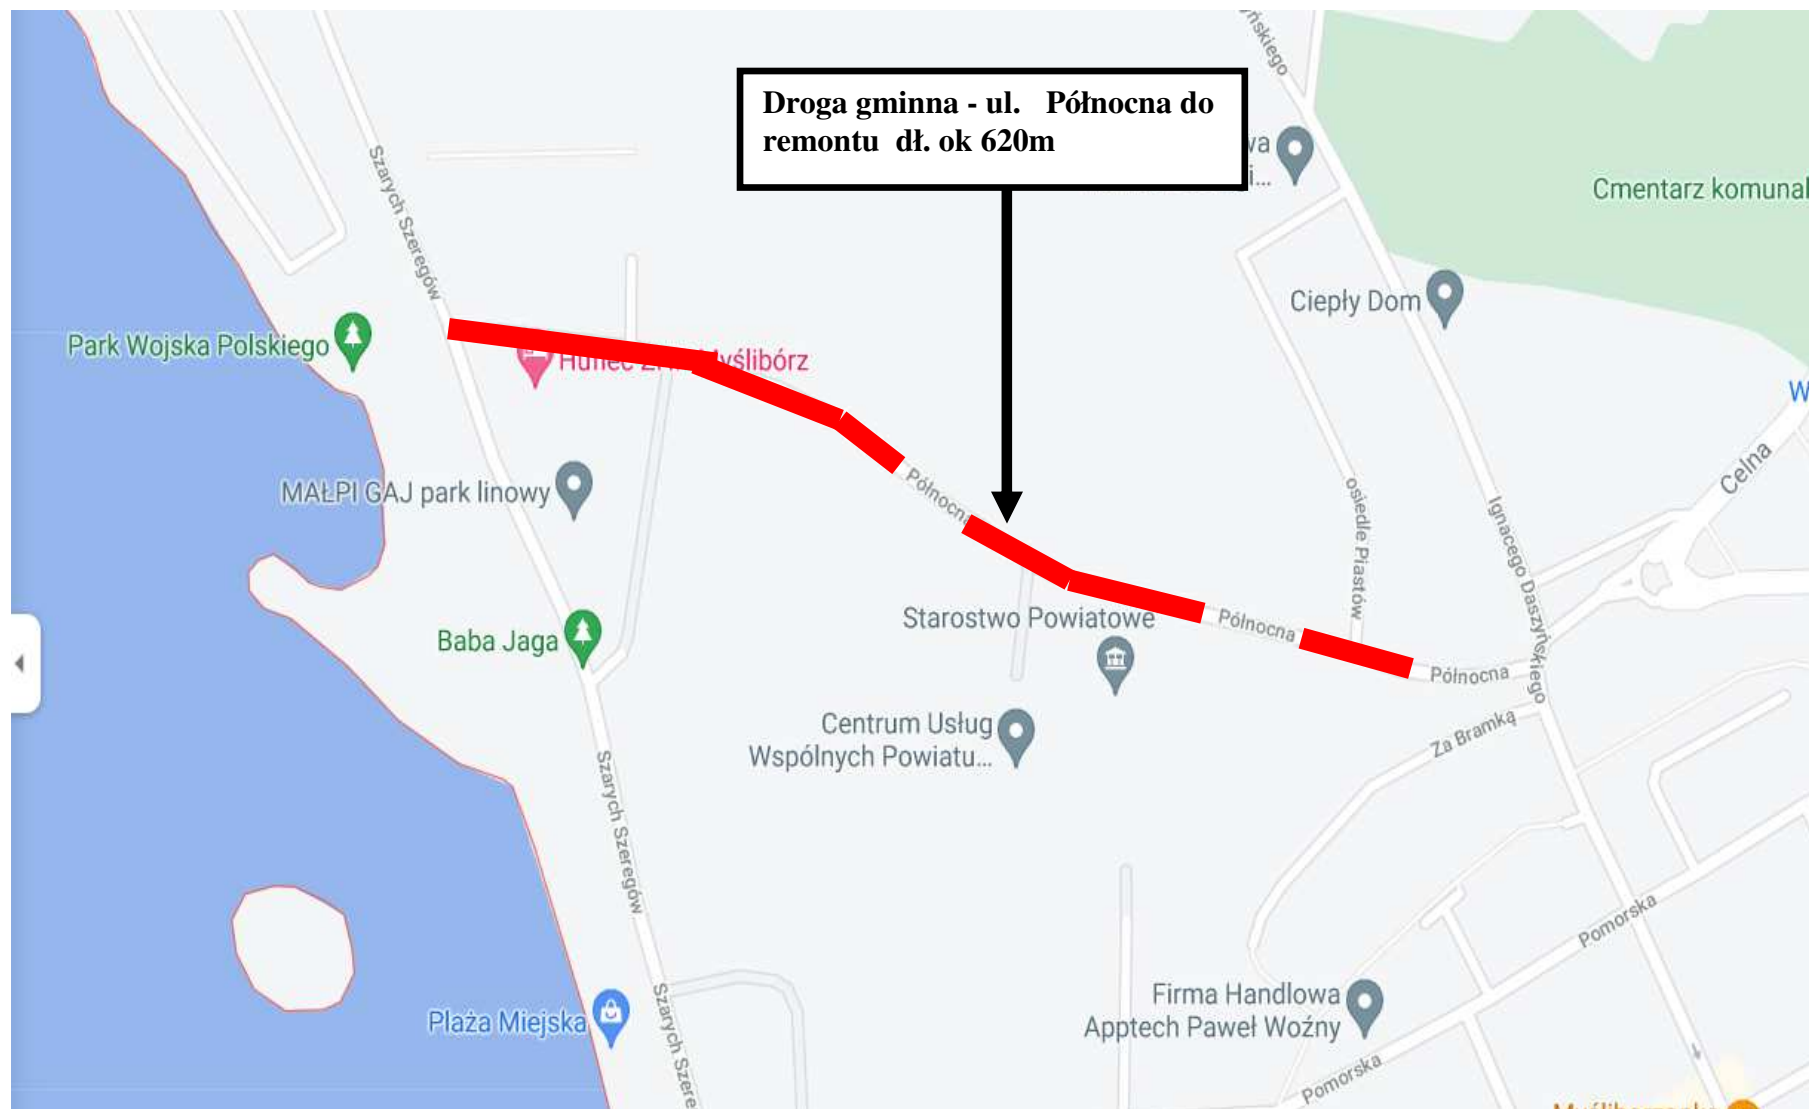 Droga gminna - ul. Północna do
remontu dł. ok 620m
Cmentarz komunal
Szarych Szeregów
Ciepły Dom
Park Wojska Polskiego
Celna
MAŁPI GAJ park linowy
Północna
osiedle Piastów
Ignacego Daszyńskiego
Starostwo Powiatowe
Północna
Baba Jaga
Północna
Za Bramką
Centrum Usług
Wspólnych Powiatu...
Szarych Szeregów
Pomorska
Firma Handlowa
Apptech Paweł Woźny
Plaża Miejska
Szarych Szere
Pomorska